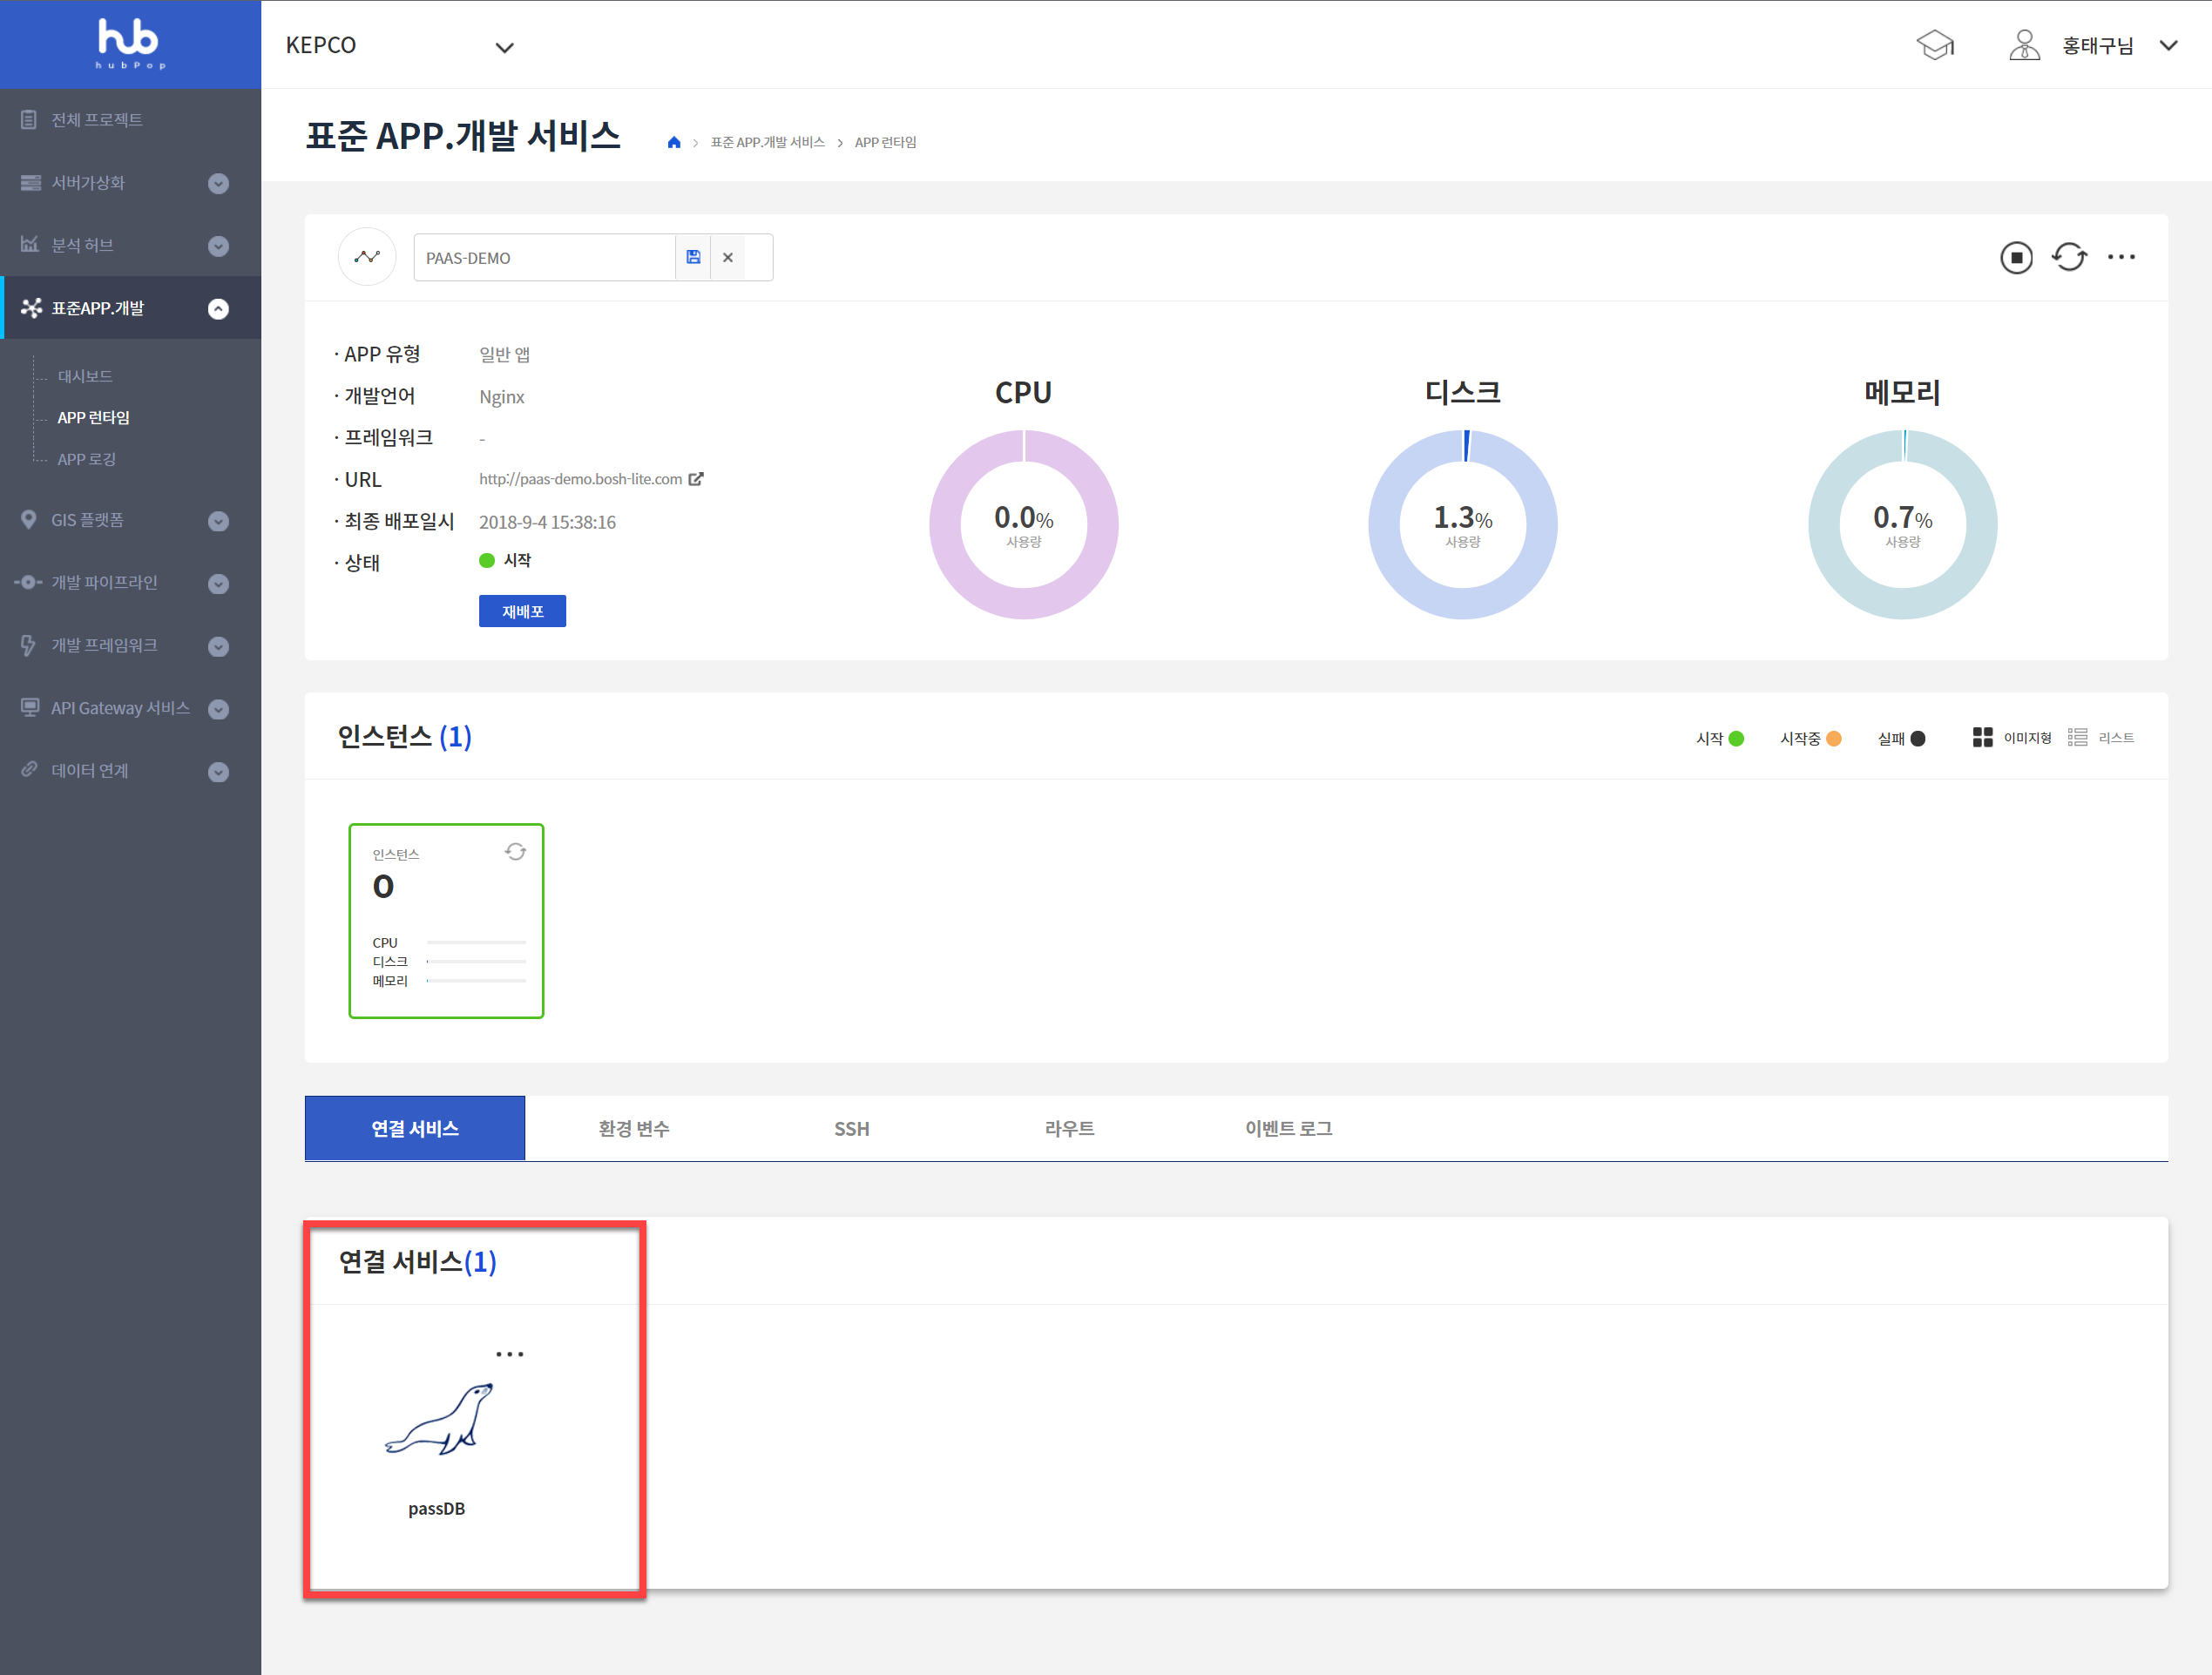 hub
hubPop
KEPCO
홍태구님
전체 프로젝트
서버가상화
분석 허브
표준APP.개발
대시보드
APP 런타임
APP 로깅
GIS 플랫폼
개발 파이프라인
개발 프레임워크
API Gateway 서비스
데이터 연계
표준 APP.개발 서비스
표준 APP.개발 서비스 > APP 런타임
PAAS-DEMO
· APP 유형 일반 앱
· 개발언어 Nginx
· 프레임워크 -
· URL http://paas-demo.bosh-lite.com
· 최종 배포일시 2018-9-4 15:38:16
· 상태 시작
재배포
CPU
0.0%
사용량
디스크
1.3%
사용량
메모리
0.7%
사용량
인스턴스 (1)
시작 시작중 실패 이미지형 리스트
인스턴스
0
CPU
디스크
메모리
연결 서비스 환경 변수 SSH 라우트 이벤트 로그
연결 서비스(1)
passDB